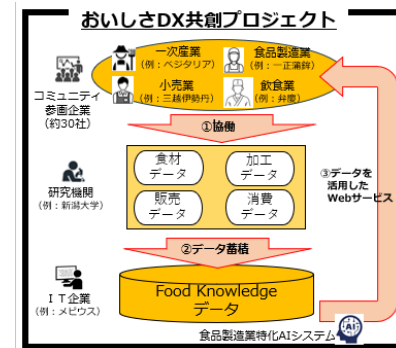 おいしさDX共創プロジェクト
一次産業
(例:ベジタリア)
食品製造業
(例:一正蒲鉾)
小売業
(例:三越伊勢丹)
飲食業
(例:弁慶)
コミュニティ
参画企業
(約30社)
①協働
食材
データ
加工
データ
販売
データ
消費
データ
研究機関
(例:新潟大学)
③データを
活用した
Webサービス
②データ蓄積
IT企業
(例:メビウス)
Food Knowledge
データ
食品製造業特化AIシステム
AI